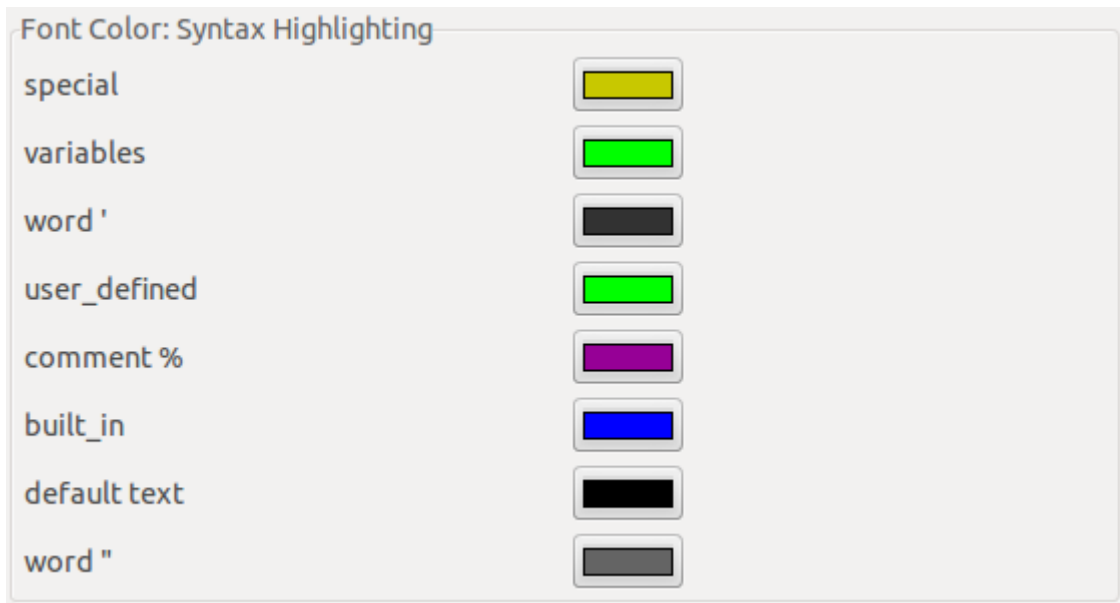 Font Color: Syntax Highlighting
special
variables
word '
user_defined
comment %
built_in
default text
word "